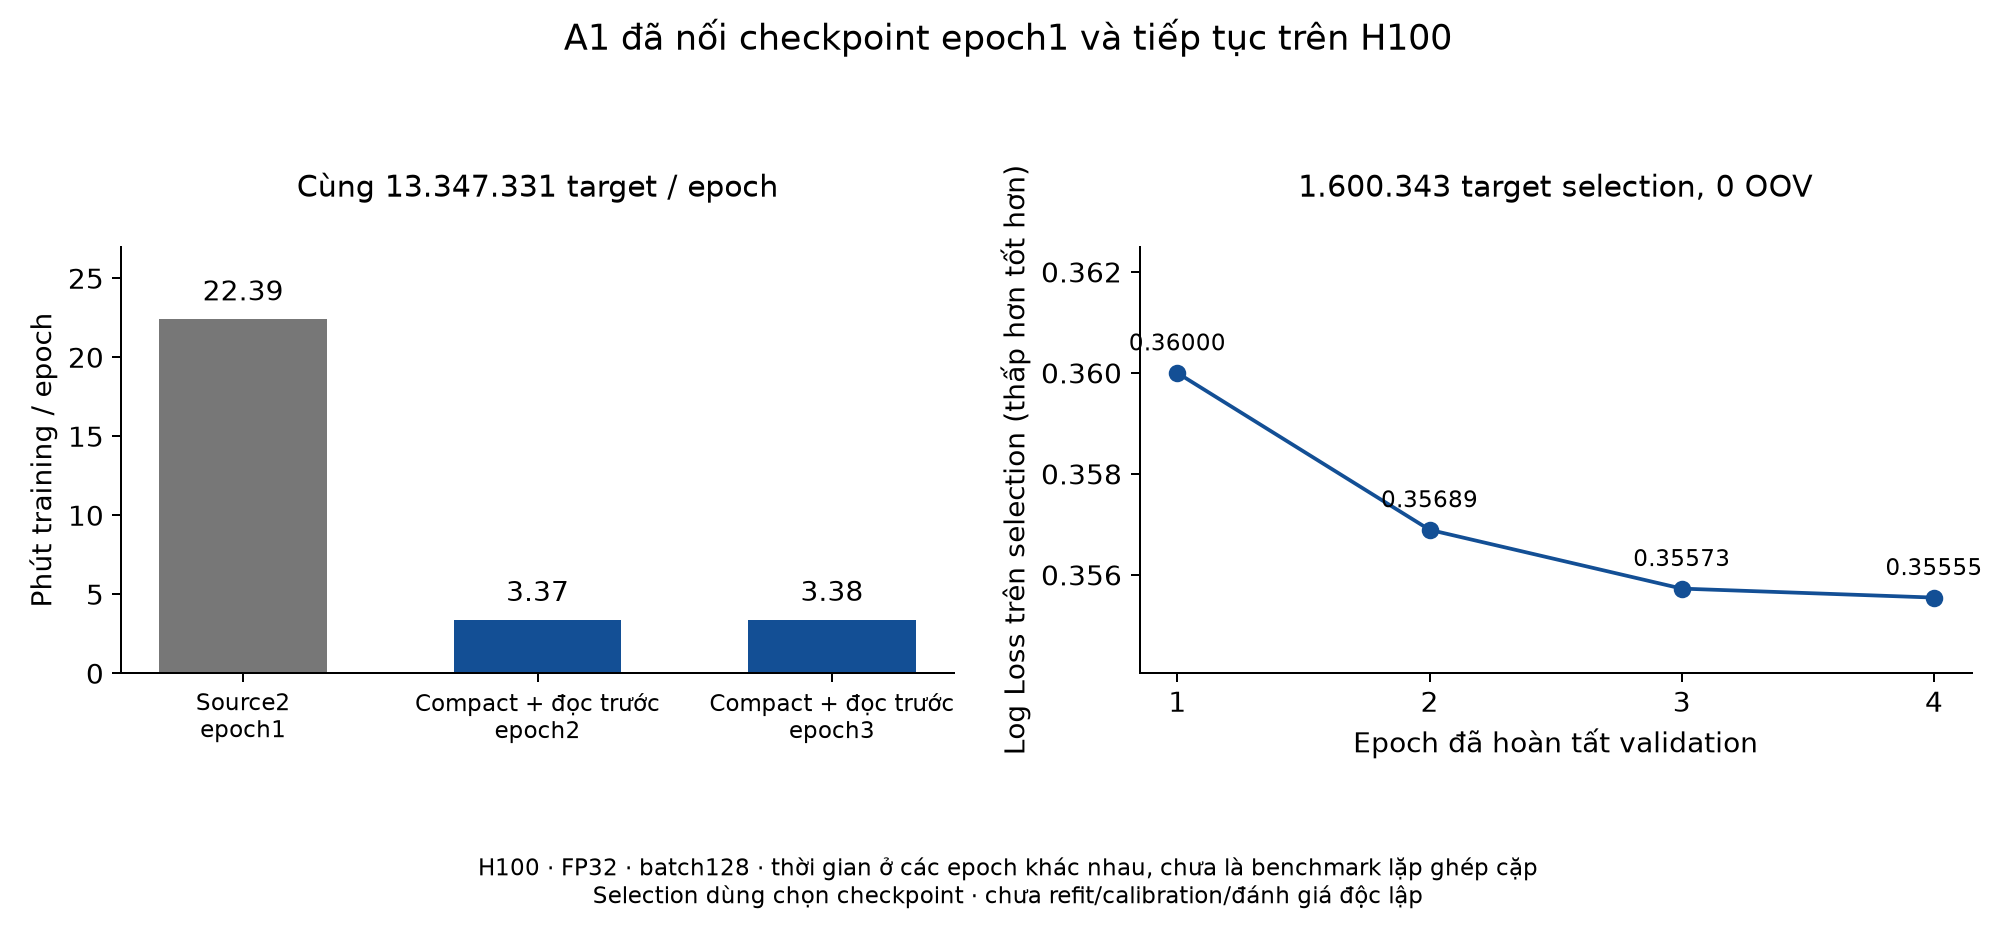 A1 đã nối checkpoint epoch1 và tiếp tục trên H100
Cùng 13.347.331 target / epoch
Phút training / epoch
25
20
15
10
5
0
22.39
3.37
3.38
Source2
epoch1
Compact + đọc trước
epoch2
Compact + đọc trước
epoch3
1.600.343 target selection, 0 OOV
Log Loss trên selection (thấp hơn tốt hơn)
0.362
0.360
0.358
0.356
0.36000
0.35689
0.35573
0.35555
1
2
3
4
Epoch đã hoàn tất validation
H100 · FP32 · batch128 · thời gian ở các epoch khác nhau, chưa là benchmark lặp ghép cặp
Selection dùng chọn checkpoint · chưa refit/calibration/đánh giá độc lập